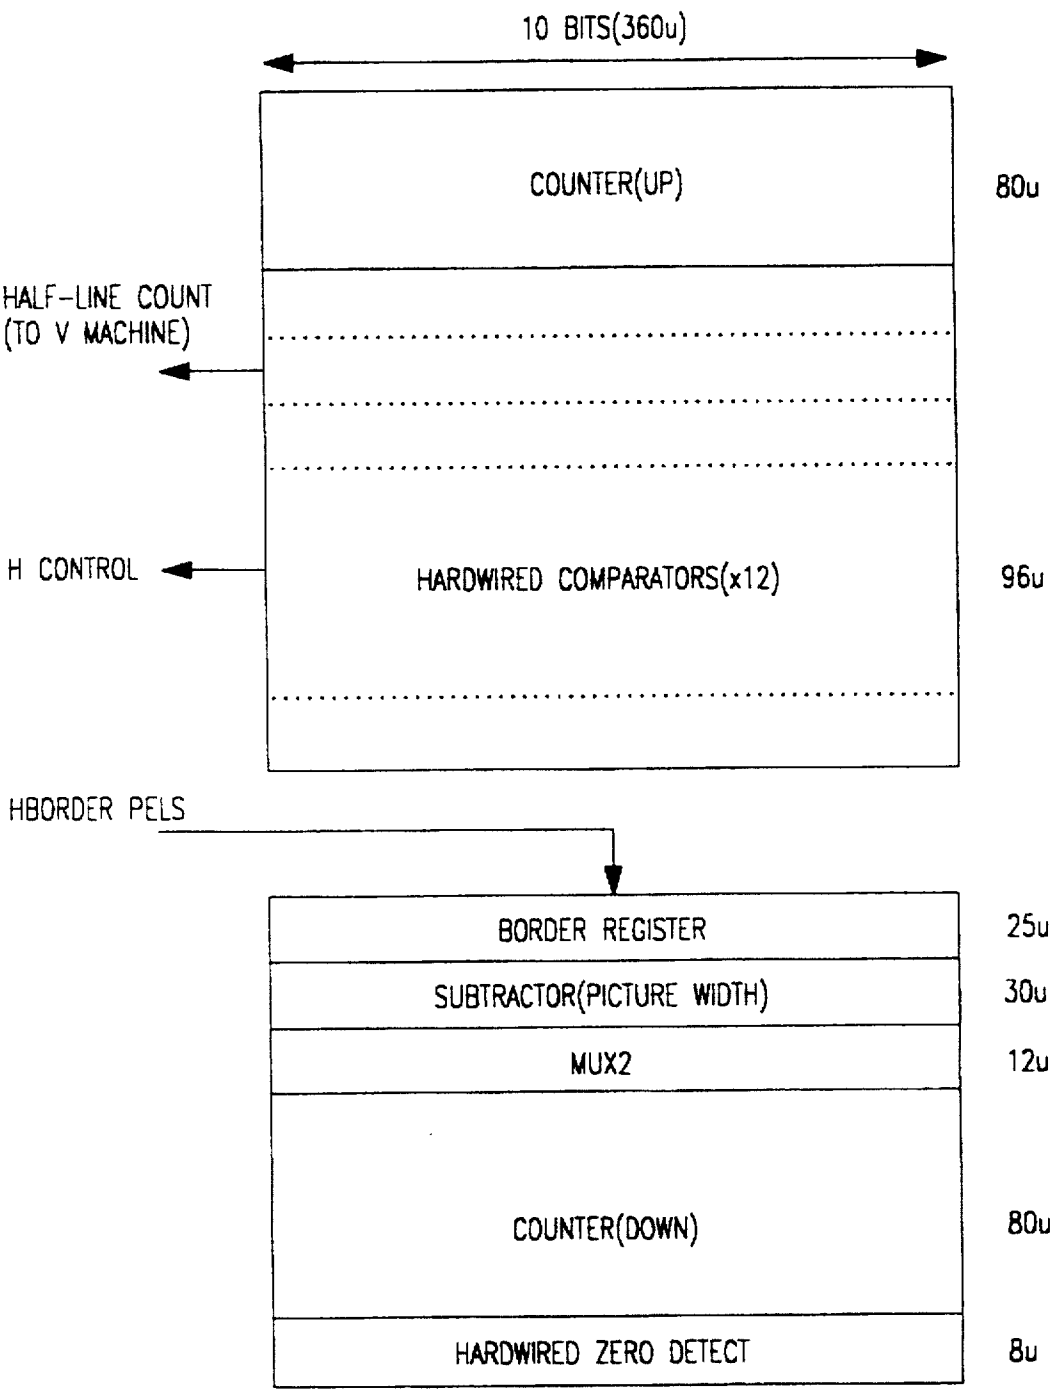 10 BITS(360u)
COUNTER(UP)
80u
HALF-LINE COUNT
(TO V MACHINE)
H CONTROL
HARDWIRED COMPARATORS(x12)
96u
HBORDER PELS
BORDER REGISTER
25u
SUBTRACTOR(PICTURE WIDTH)
30u
MUX2
12u
COUNTER(DOWN)
80u
HARDWIRED ZERO DETECT
8u